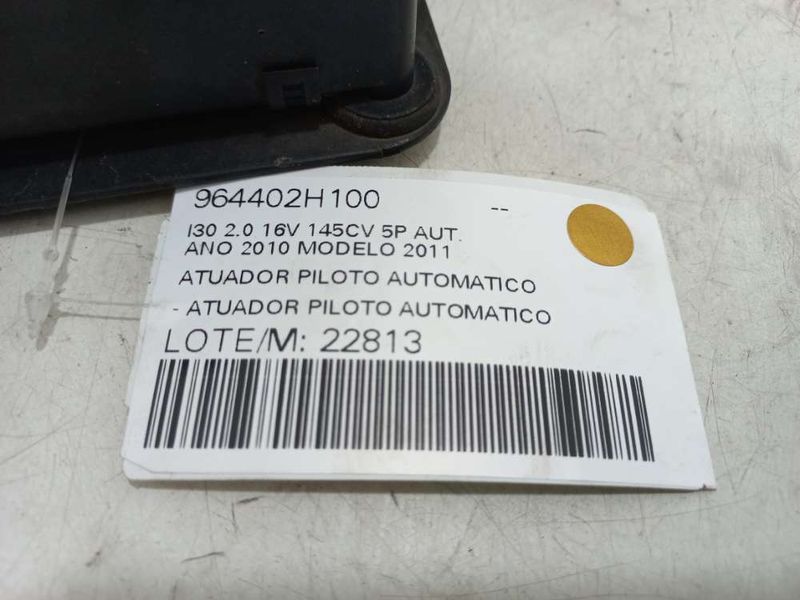 964402H100 --
I30 2.0 16V 145CV 5P AUT.
ANO 2010 MODELO 2011
ATUADOR PILOTO AUTOMATICO
- ATUADOR PILOTO AUTOMATICO
LOTE/M: 22813